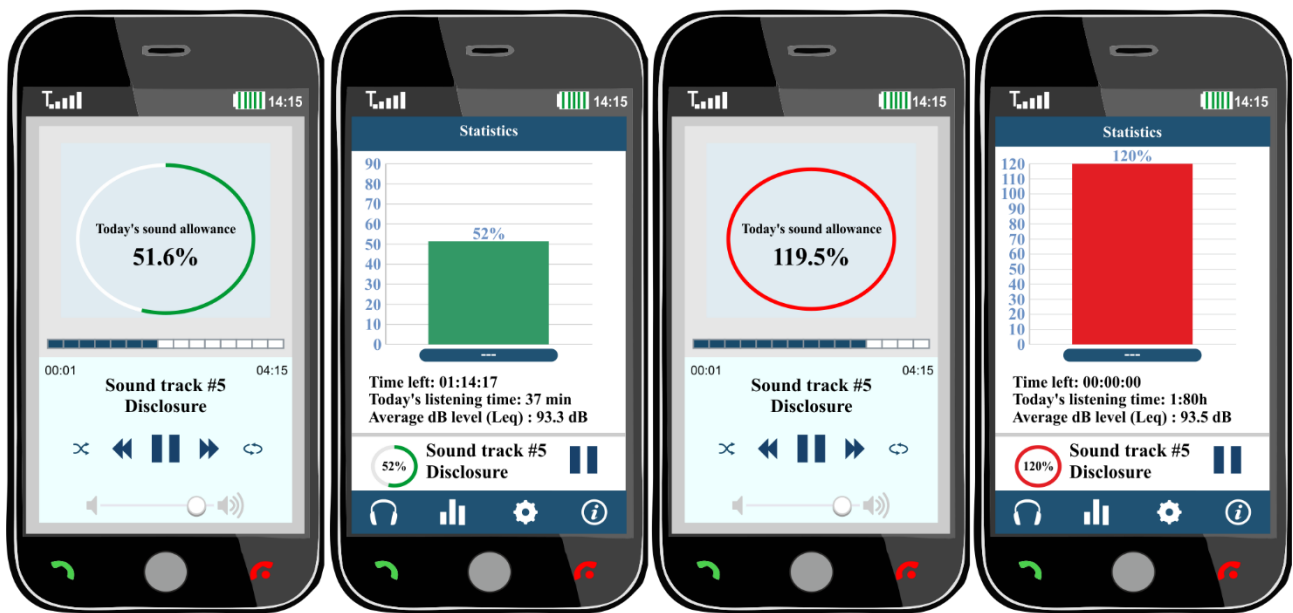 14:15
Today's sound allowance
51.6%
00:01
04:15
Sound track #5
Disclosure
14:15
Statistics
90
80
70
60
50
40
30
20
10
0
52%
---
Time left: 01:14:17
Today's listening time: 37 min
Average dB level (Leq) : 93.3 dB
52%
Sound track #5
Disclosure
i
14:15
Today's sound allowance
119.5%
00:01
04:15
Sound track #5
Disclosure
14:15
Statistics
120%
120
110
100
90
80
70
60
50
40
30
20
10
0
---
Time left: 00:00:00
Today's listening time: 1:80h
Average dB level (Leq) : 93.5 dB
120%
Sound track #5
Disclosure
i